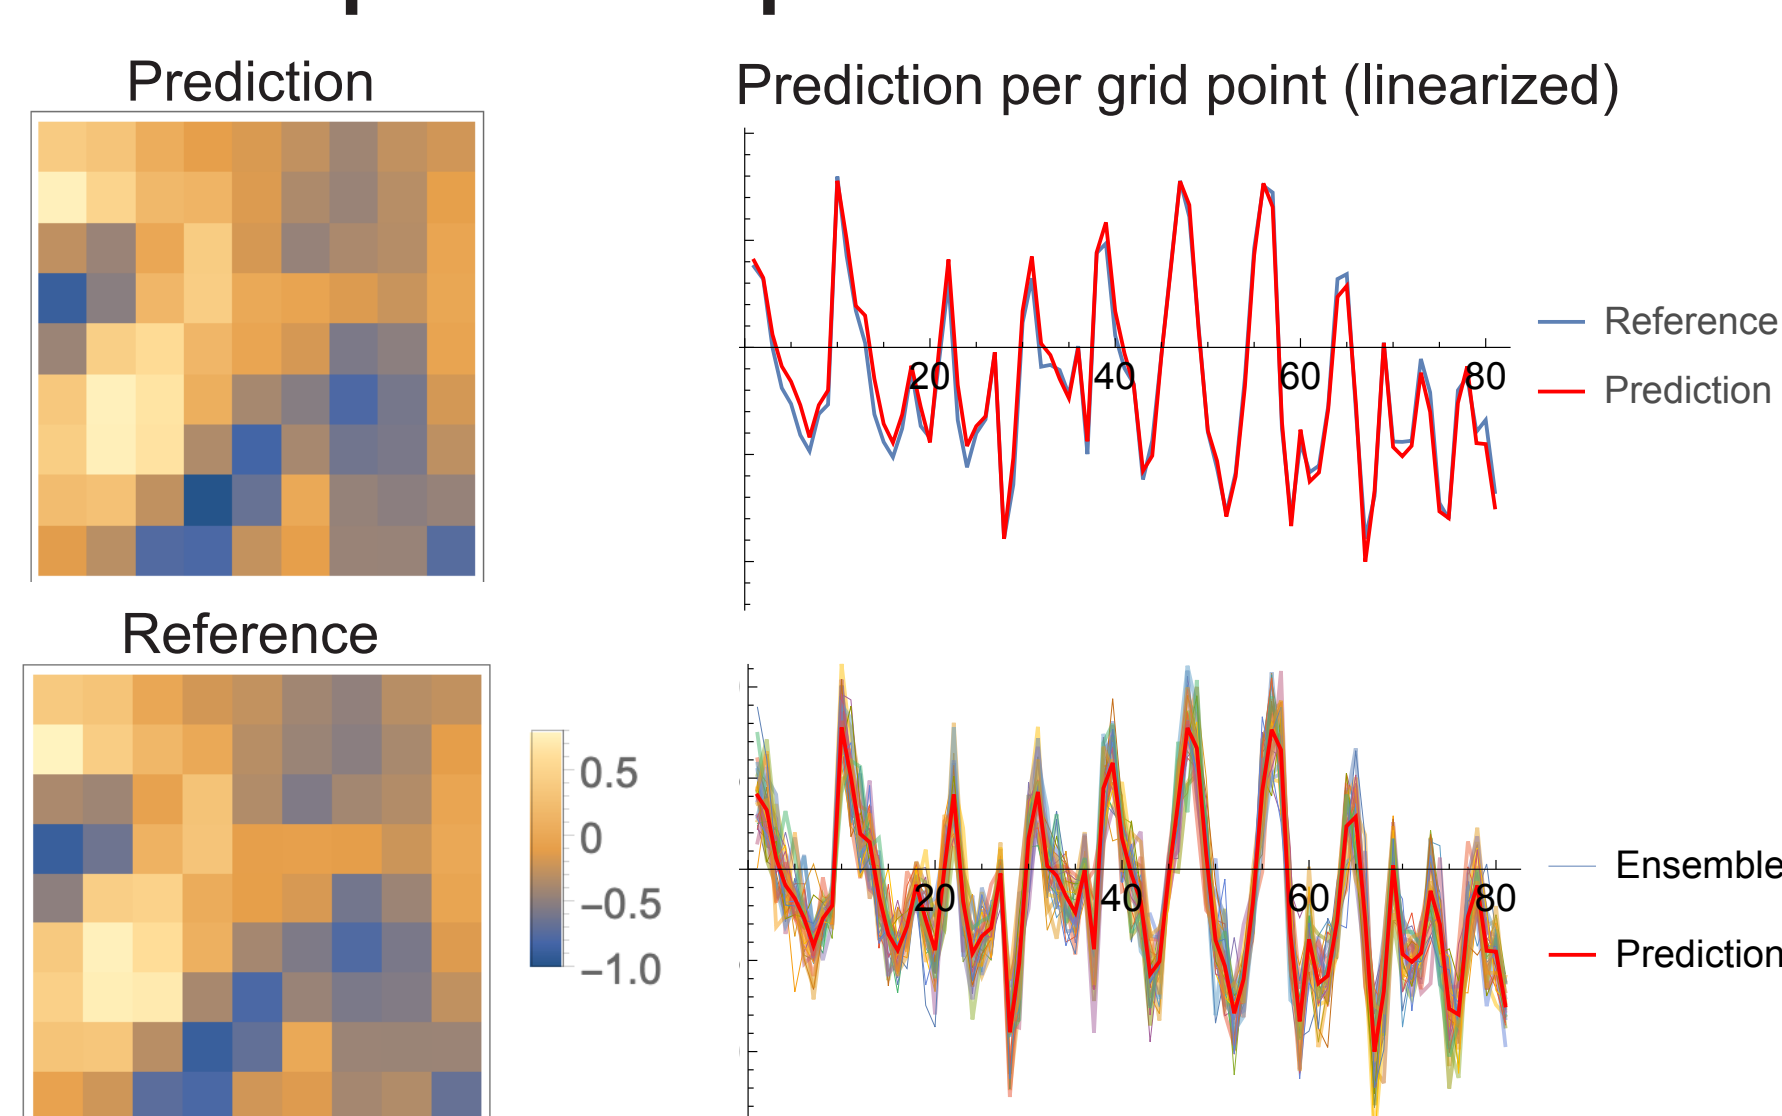 Prediction
Prediction per grid point (linearized)
20
40
60
80
Reference
Prediction
Reference
0.5
0
−0.5
−1.0
20
40
60
80
Ensemble
Prediction